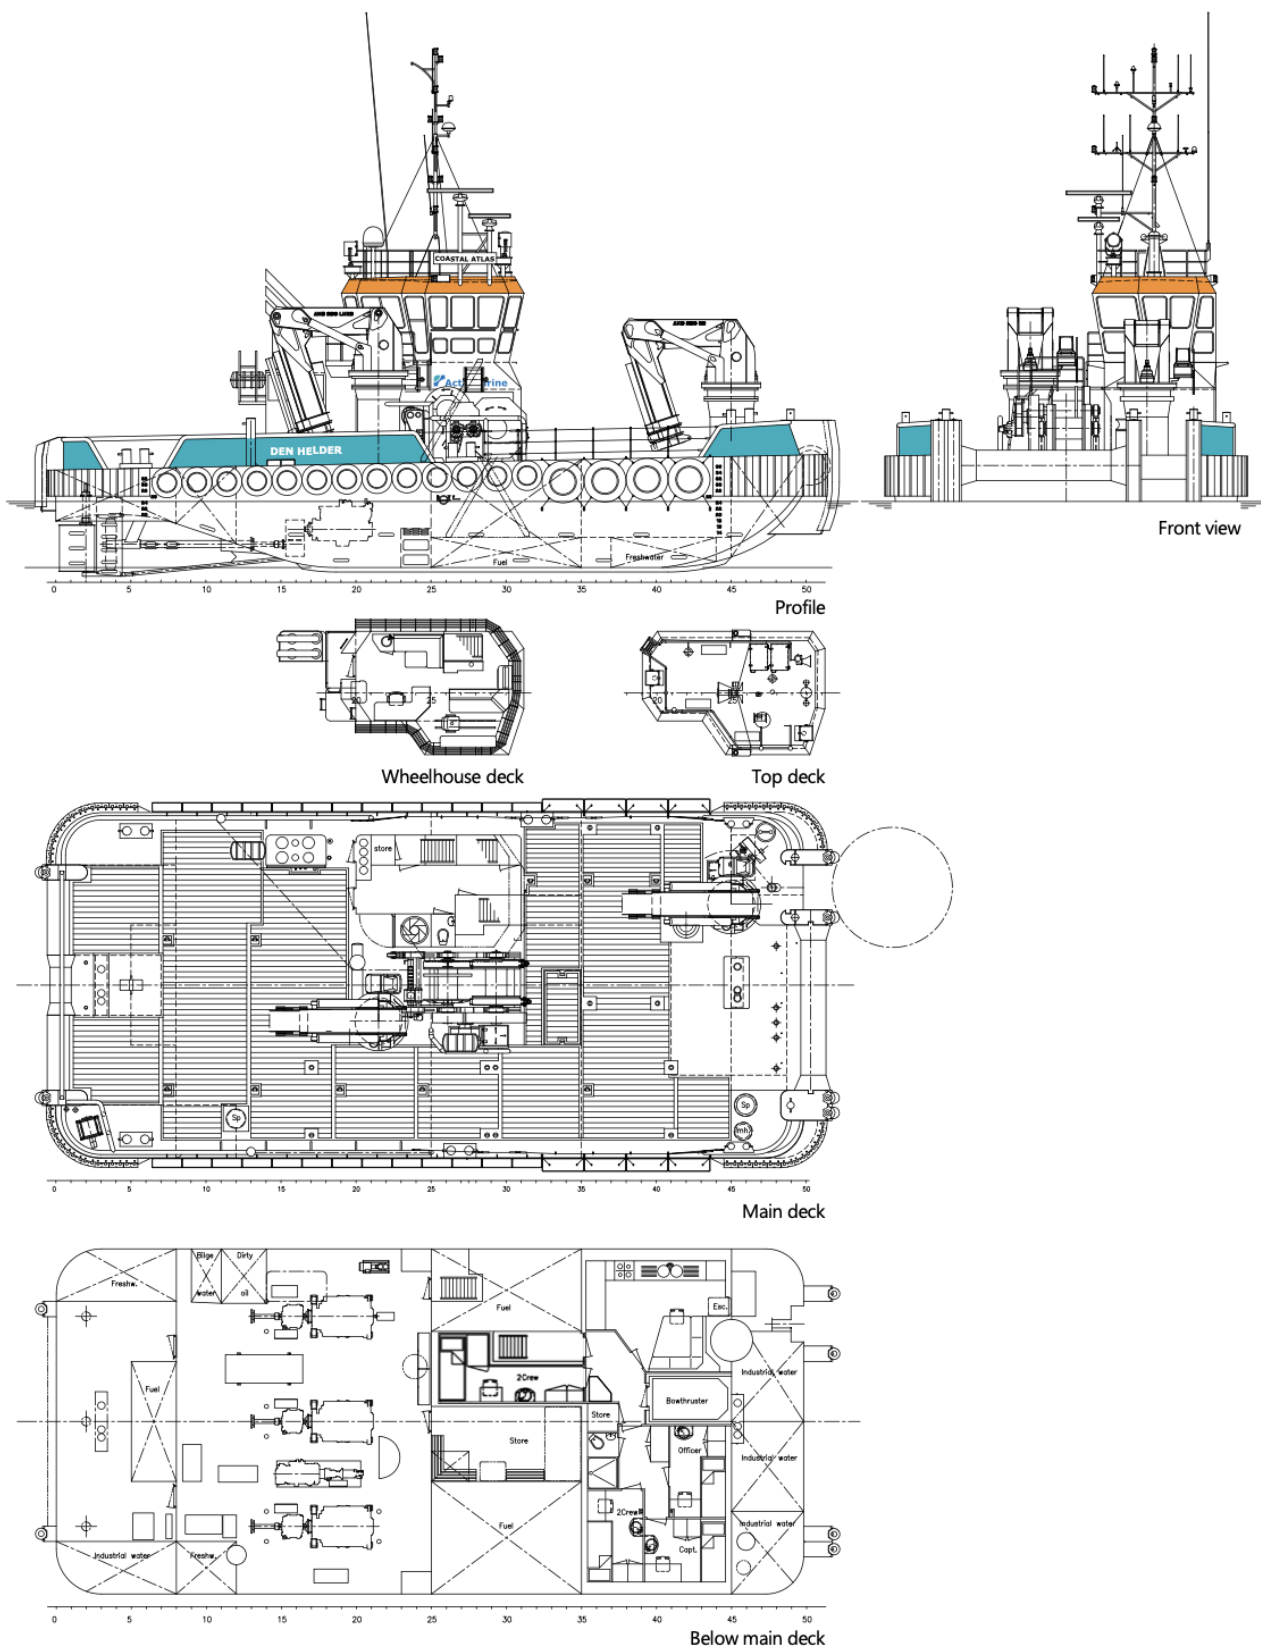 COASTAL ATLAS
DEN HELDER
Fuel
Freshwater
0 5 10 15 20 25 30 35 40 45 50
Profile
Front view
20 25
Wheelhouse deck
20 25
Top deck
store
Sp
Sp
mh
0 5 10 15 20 25 30 35 40 45 50
Main deck
Freshw.
Bilge
water
Dirty
oil
Fuel
Esc.
Industrial water
2Crew
Fuel
Bowthruster
Store
Store
Officer
Industrial water
Fuel
2Crew
Industrial water
Capt.
Industrial water
Freshw.
0 5 10 15 20 25 30 35 40 45 50
Below main deck